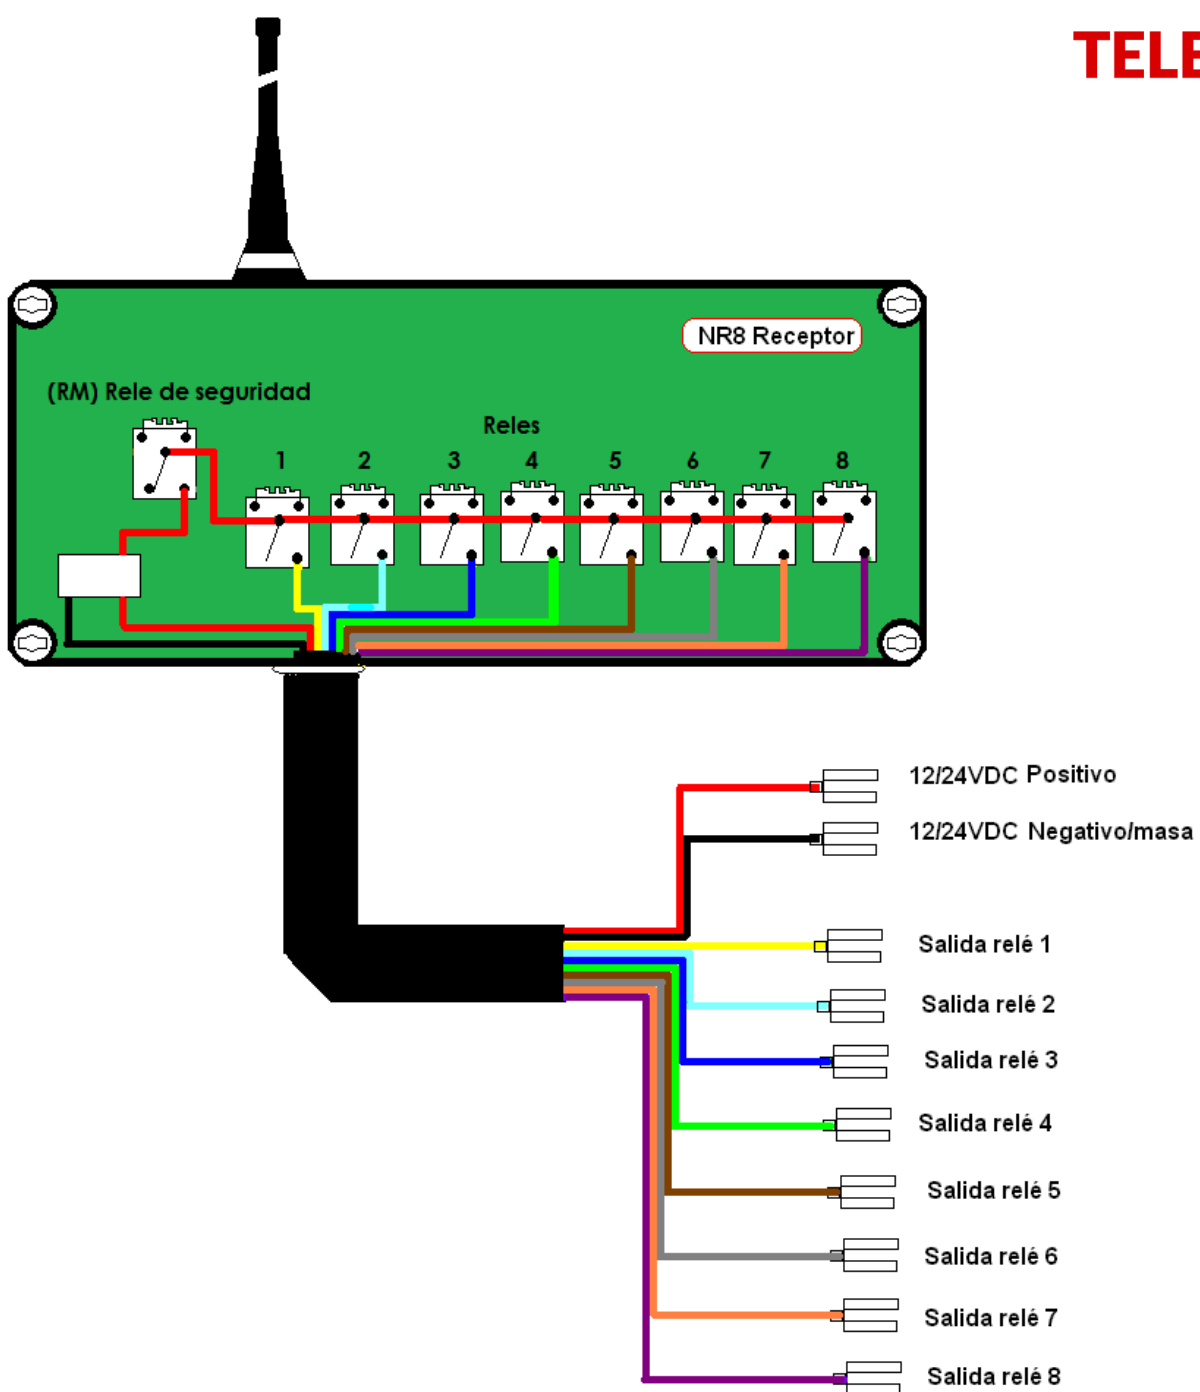 TELE
NR8 Receptor
(RM) Rele de seguridad
Reles
1 2 3 4 5 6 7 8
12/24VDC Positivo
12/24VDC Negativo/masa
Salida relé 1
Salida relé 2
Salida relé 3
Salida relé 4
Salida relé 5
Salida relé 6
Salida relé 7
Salida relé 8